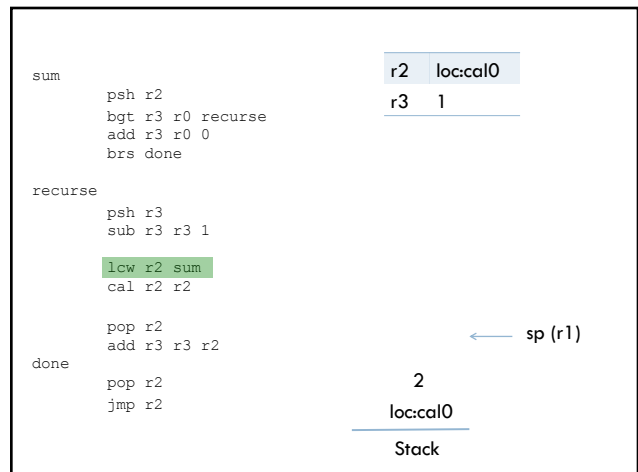 sum
psh r2
bgt r3 r0 recurse
add r3 r0 0
brs done
recurse
psh r3
sub r3 r3 1
lcw r2 sum
cal r2 r2
pop r2
add r3 r3 r2
done
pop r2
jmp r2
r2 loc:cal0
r3 1
sp (r1)
2
loc:cal0
Stack